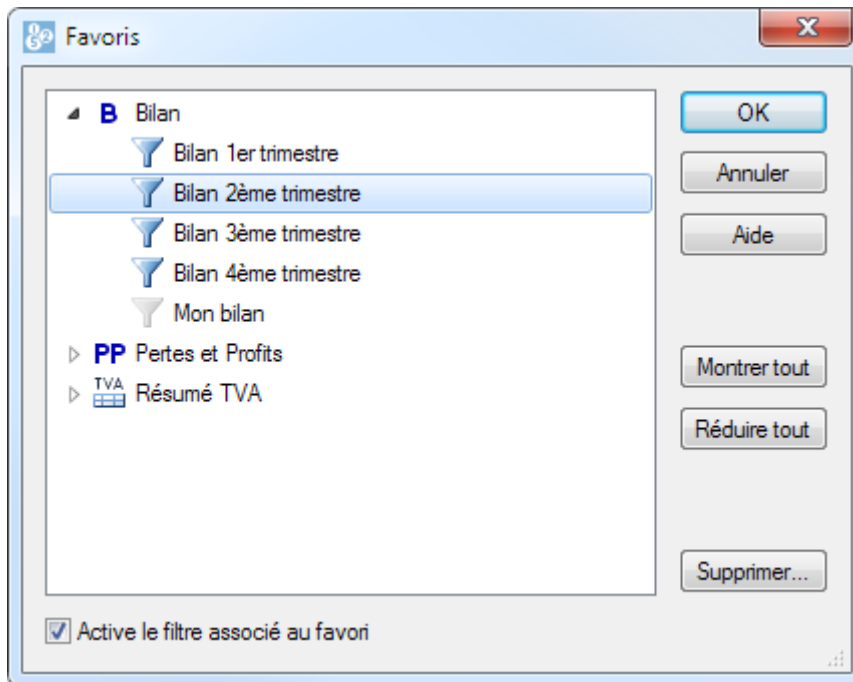 Favoris
B Bilan
Bilan 1er trimestre
Bilan 2ème trimestre
Bilan 3ème trimestre
Bilan 4ème trimestre
Mon bilan
PP Pertes et Profits
TVA Résumé TVA
OK
Annuler
Aide
Montrer tout
Réduire tout
Supprimer...
Active le filtre associé au favori